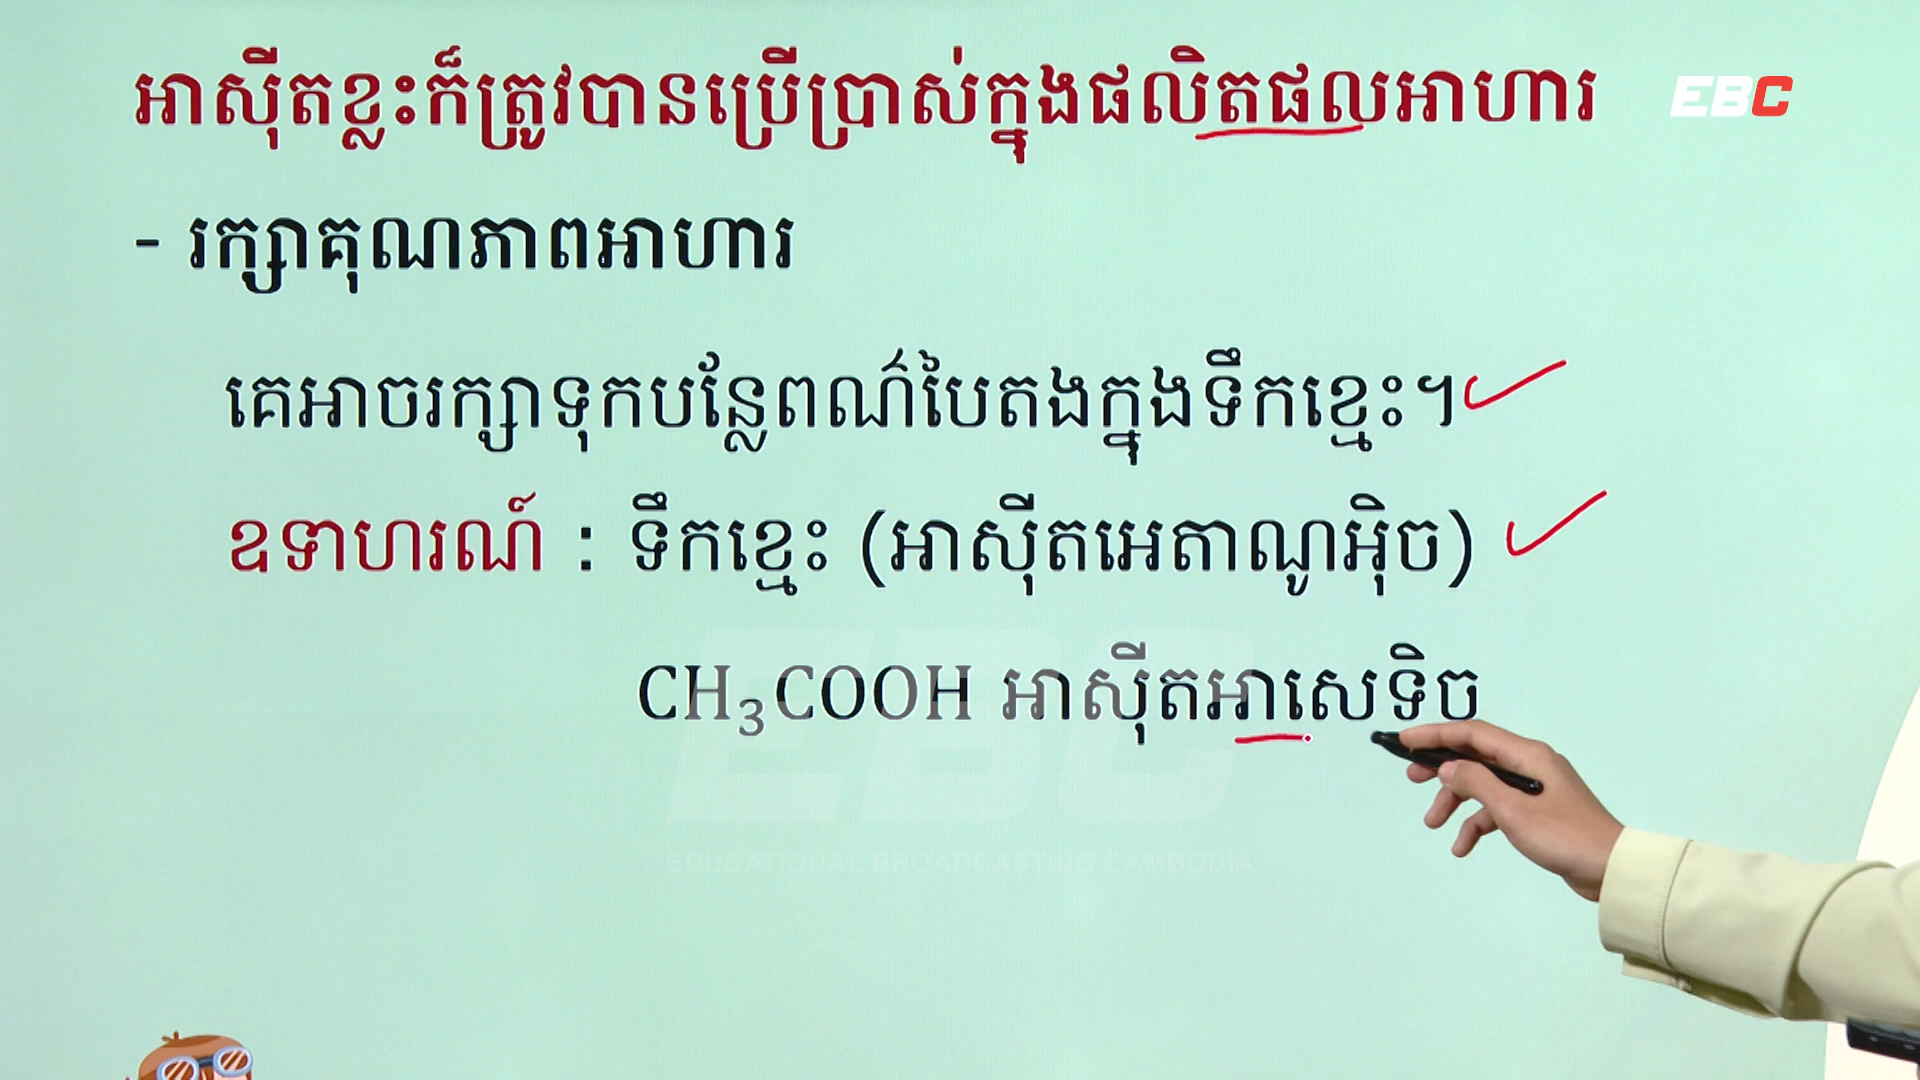 អាស៊ីតខ្លះក៏ត្រូវបានប្រើប្រាស់ក្នុងផលិតផលអាហារ
EBC
- រក្សាគុណភាពអាហារ
គេអាចរក្សាទុកបន្លែពណ៌បៃតងក្នុងទឹកខ្មេះ។
ឧទាហរណ៍ : ទឹកខ្មេះ (អាស៊ីតអេតាណូអ៊ិច)
CH₃COOH អាស៊ីតអាសេទិច
EBC
EDUCATIONAL BROADCASTING CAMBODIA